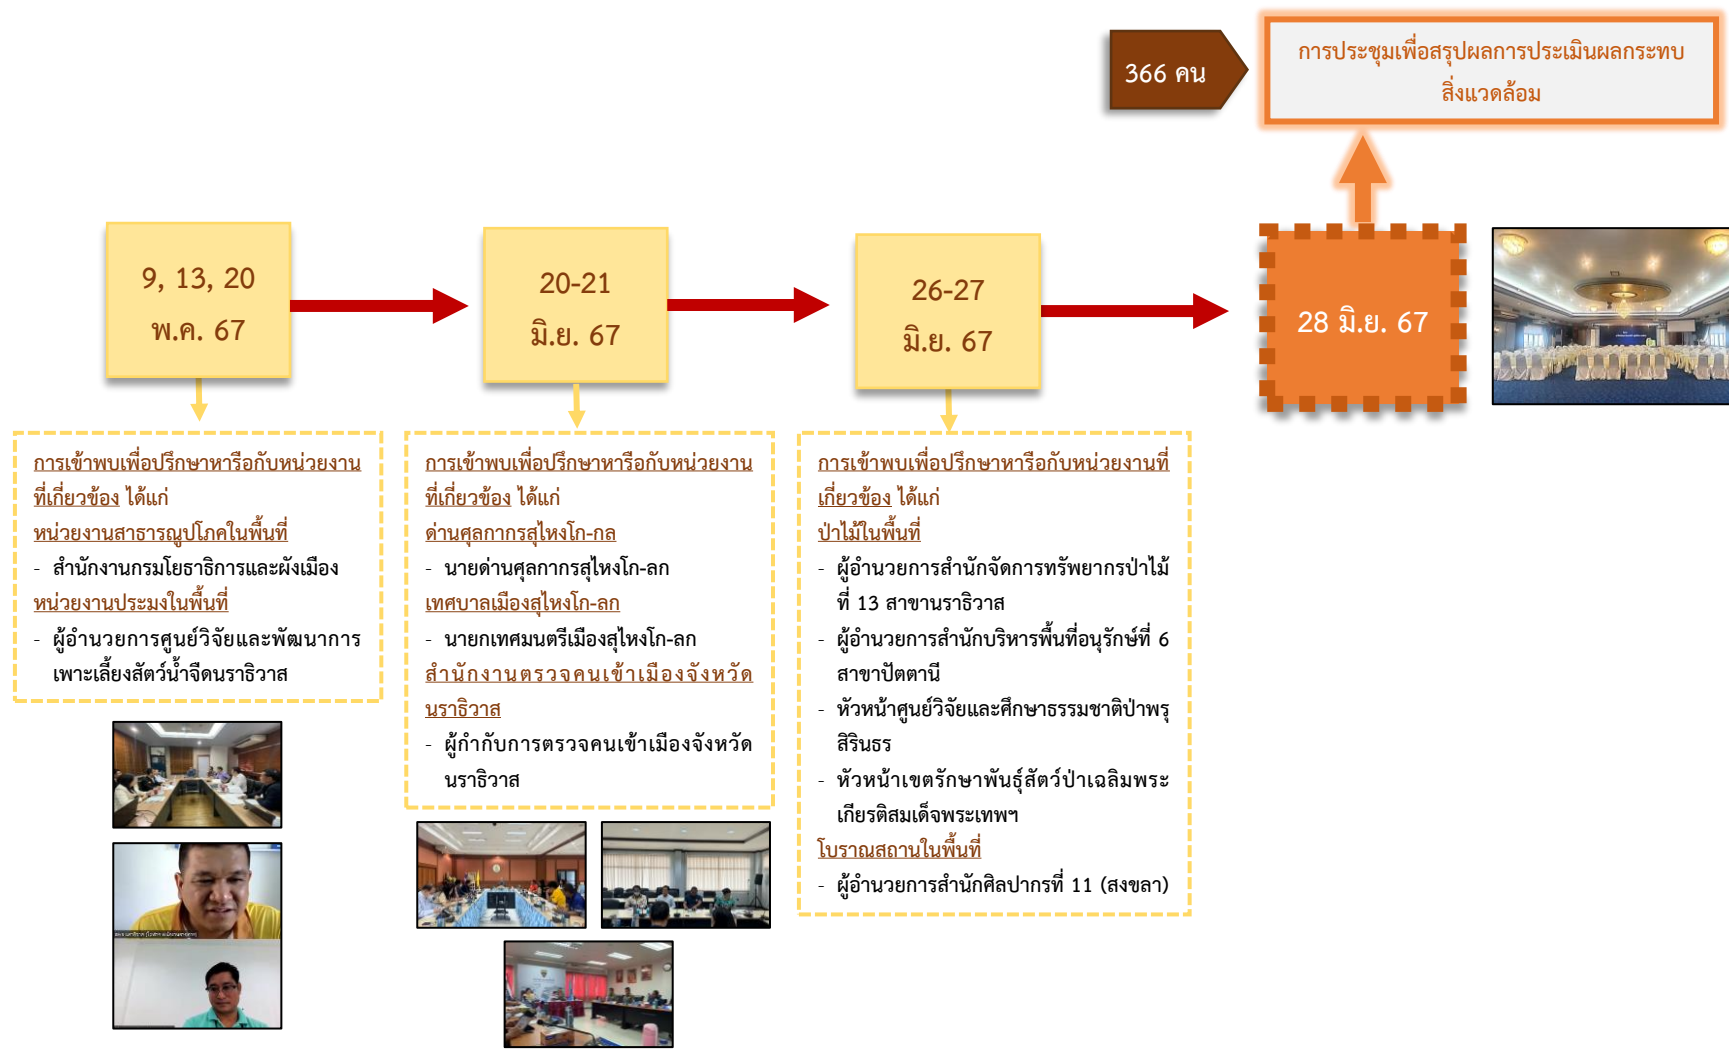 366 คน
การประชุมเพื่อสรุปผลการประเมินผลกระทบ
สิ่งแวดล้อม
9, 13, 20
พ.ค. 67
20-21
มิ.ย. 67
26-27
มิ.ย. 67
28 มิ.ย. 67
การเข้าพบเพื่อปรึกษาหารือกับหน่วยงาน
ที่เกี่ยวข้อง ได้แก่
หน่วยงานสาธารณูปโภคในพื้นที่
- สำนักงานกรมโยธาธิการและผังเมือง
หน่วยงานประมงในพื้นที่
- ผู้อำนวยการศูนย์วิจัยและพัฒนาการ
เพาะเลี้ยงสัตว์น้ำจืดนราธิวาส
การเข้าพบเพื่อปรึกษาหารือกับหน่วยงาน
ที่เกี่ยวข้อง ได้แก่
ด่านศุลกากรสุไหงโก-กล
- นายด่านศุลกากรสุไหงโก-ลก
เทศบาลเมืองสุไหงโก-ลก
- นายกเทศมนตรีเมืองสุไหงโก-ลก
สำนักงานตรวจคนเข้าเมืองจังหวัด
นราธิวาส
- ผู้กำกับการตรวจคนเข้าเมืองจังหวัด
นราธิวาส
การเข้าพบเพื่อปรึกษาหารือกับหน่วยงานที่
เกี่ยวข้อง ได้แก่
ป่าไม้ในพื้นที่
- ผู้อำนวยการสำนักจัดการทรัพยากรป่าไม้
ที่ 13 สาขานราธิวาส
- ผู้อำนวยการสำนักบริหารพื้นที่อนุรักษ์ที่ 6
สาขาปัตตานี
- หัวหน้าศูนย์วิจัยและศึกษาธรรมชาติป่าพรุ
สิรินธร
- หัวหน้าเขตรักษาพันธุ์สัตว์ป่าเฉลิมพระ
เกียรติสมเด็จพระเทพฯ
โบราณสถานในพื้นที่
- ผู้อำนวยการสำนักศิลปากรที่ 11 (สงขลา)